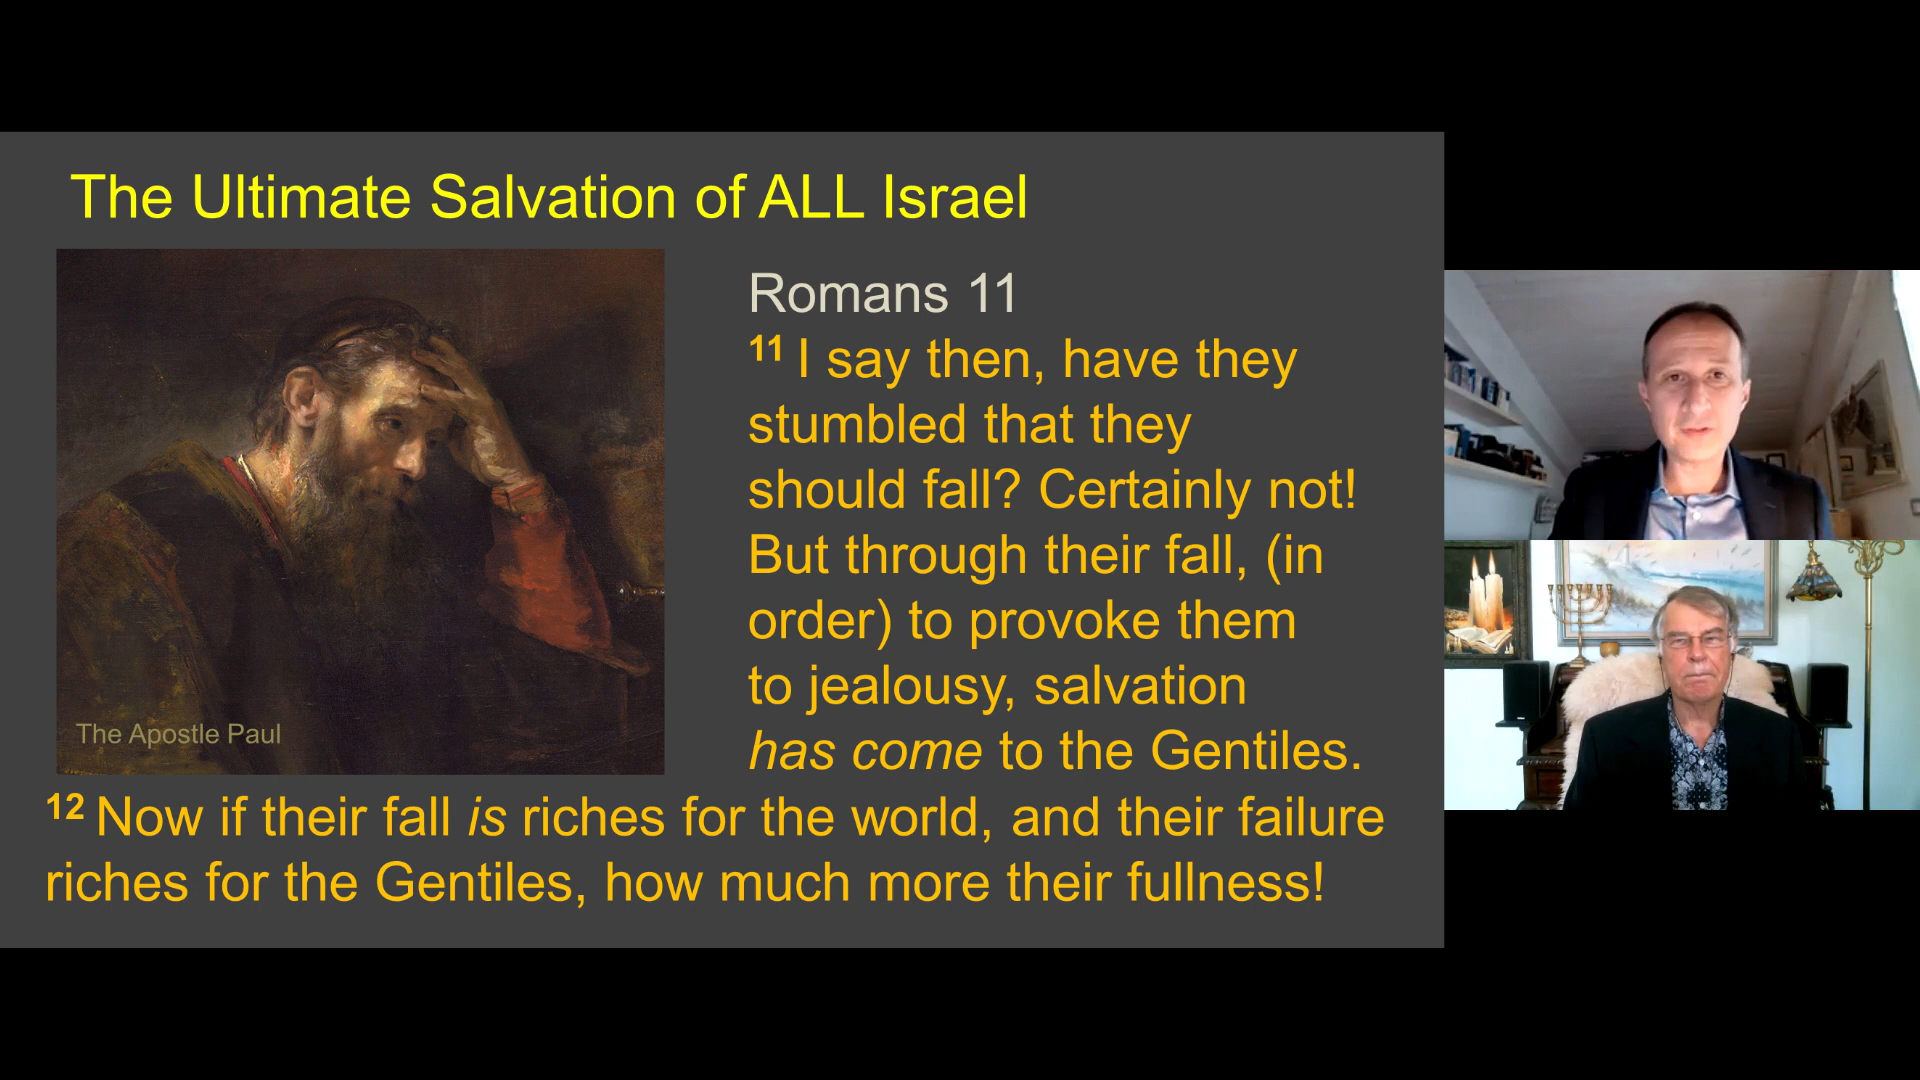 The Ultimate Salvation of ALL Israel
Romans 11
11 I say then, have they
stumbled that they
should fall? Certainly not!
But through their fall, (in
order) to provoke them
to jealousy, salvation
has come to the Gentiles.
The Apostle Paul
12 Now if their fall is riches for the world, and their failure
riches for the Gentiles, how much more their fullness!